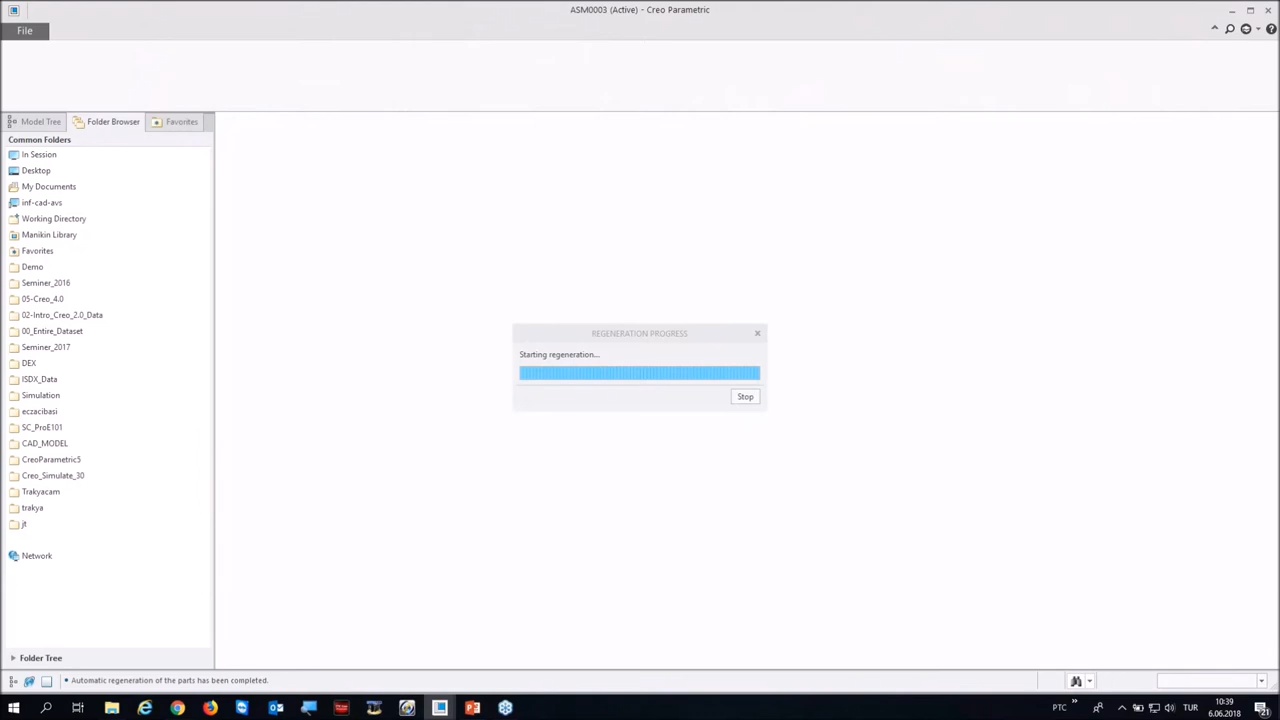 ASM0003 (Active) - Creo Parametric
File
Model Tree
Folder Browser
Favorites
Common Folders
In Session
Desktop
My Documents
inf-cad-avs
Working Directory
Manikin Library
Favorites
Demo
Seminer_2016
05-Creo_4.0
02-Intro_Creo_2.0_Data
00_Entire_Dataset
Seminer_2017
DEX
ISDX_Data
Simulation
eczacibasi
SC_ProE101
CAD_MODEL
CreoParametric5
Creo_Simulate_30
Trakyacam
trakya
jt
Network
Folder Tree
REGENERATION PROGRESS
Starting regeneration...
Stop
Automatic regeneration of the parts has been completed.
PTC
TUR
10:39
6.06.2018
21